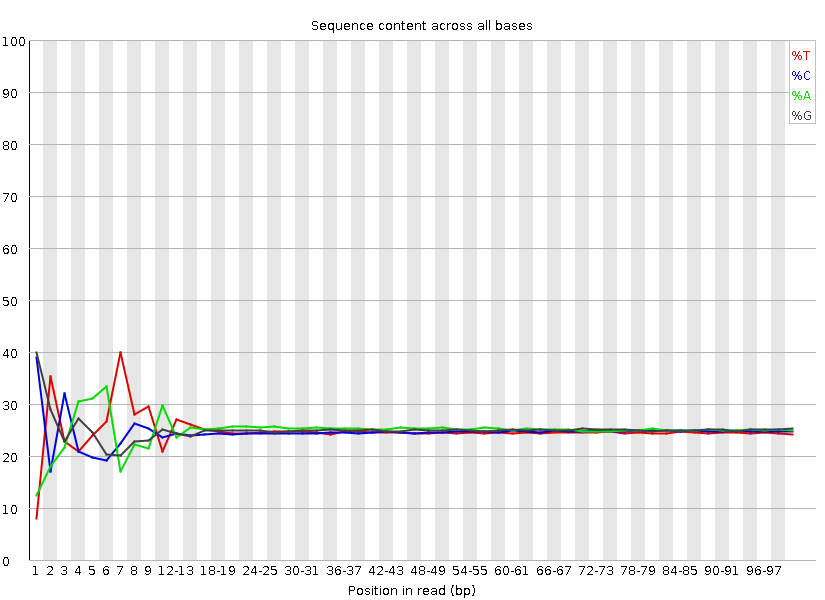 Sequence content across all bases
100
90
80
70
60
50
40
30
20
10
0
%T
%C
%A
%G
1 2 3 4 5 6 7 8 9 12-13 18-19 24-25 30-31 36-37 42-43 48-49 54-55 60-61 66-67 72-73 78-79 84-85 90-91 96-97
Position in read (bp)